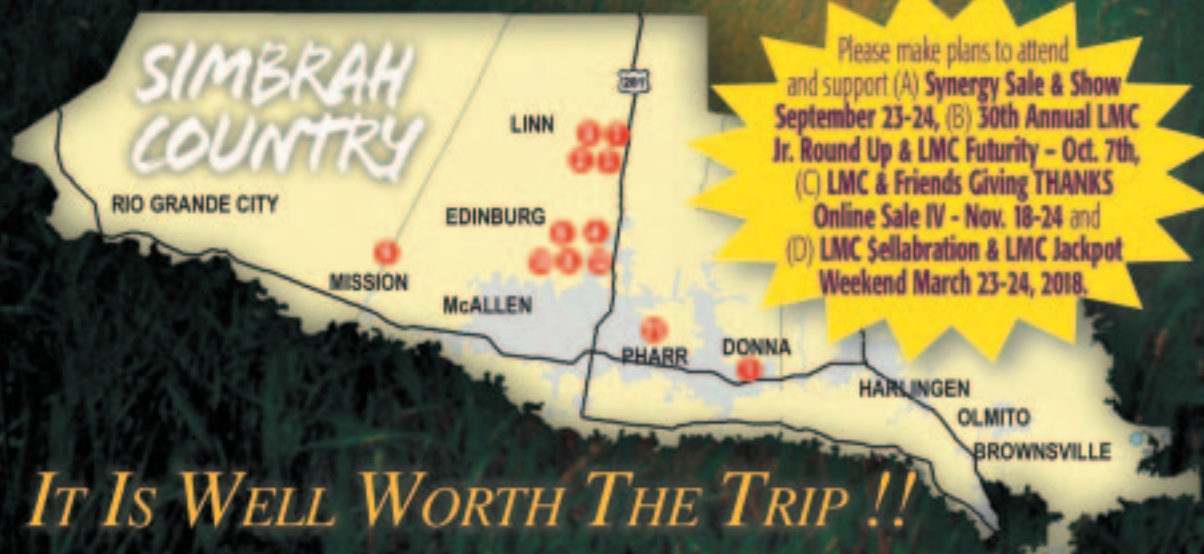 SIMBRAH
COUNTRY
Please make plans to attend
and support (A) Synergy Sale & Show
September 23-24, (B) 30th Annual LMC
Jr. Round Up & LMC Futurity – Oct. 7th,
(C) LMC & Friends Giving THANKS
Online Sale IV - Nov. 18-24 and
(D) LMC $ellabration & LMC Jackpot
Weekend March 23-24, 2018.
281
LINN
RIO GRANDE CITY
EDINBURG
MISSION
McALLEN
PHARR
DONNA
HARLINGEN
OLMITO
BROWNSVILLE
IT IS WELL WORTH THE TRIP !!